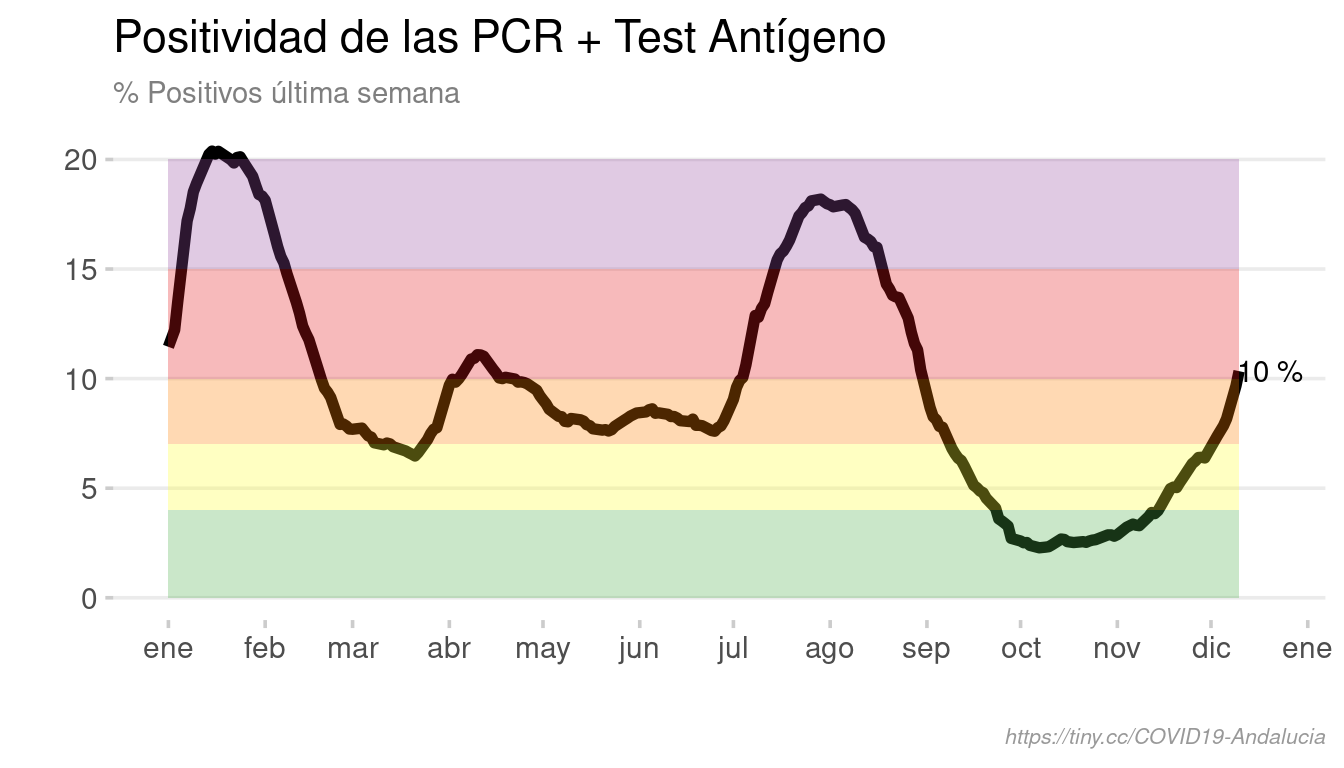 Positividad de las PCR + Test Antígeno
% Positivos última semana
20
15
10
5
0
10 %
ene feb mar abr may jun jul ago sep oct nov dic ene
https://tiny.cc/COVID19-Andalucia